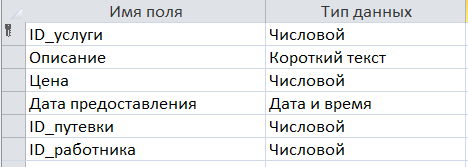 Имя поля Тип данных
ID_услуги Числовой
Описание Короткий текст
Цена Числовой
Дата предоставления Дата и время
ID_путевки Числовой
ID_работника Числовой